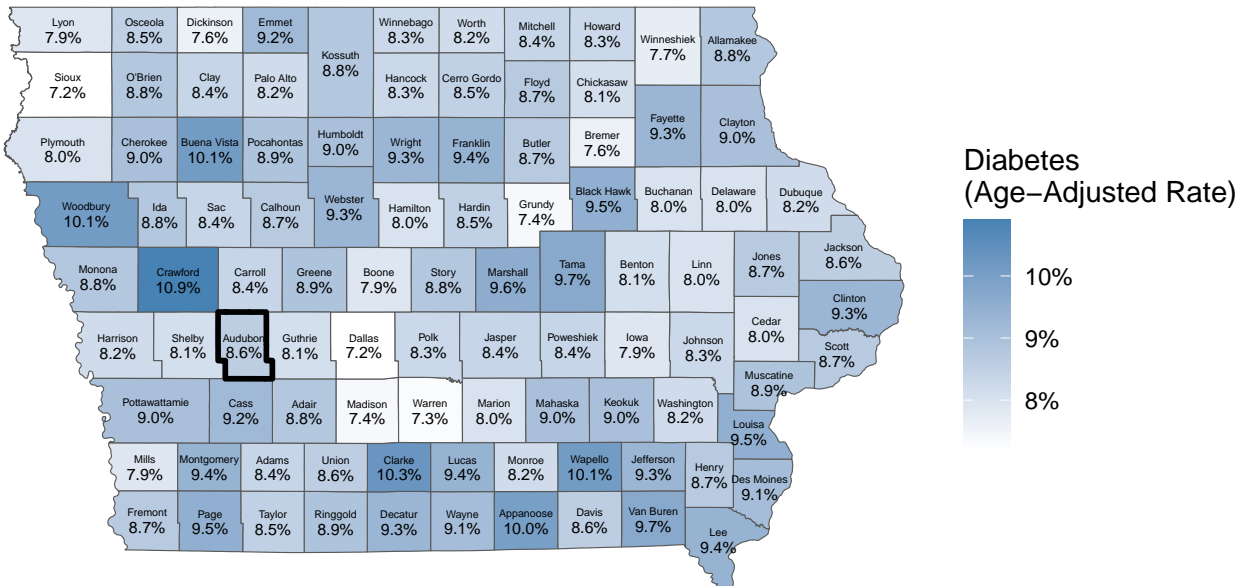 Lyon
7.9%
Osceola
8.5%
Dickinson
7.6%
Emmet
9.2%
Kossuth
8.8%
Winnebago
8.3%
Worth
8.2%
Mitchell
8.4%
Howard
8.3%
Winneshiek
7.7%
Allamakee
8.8%
Sioux
7.2%
O'Brien
8.8%
Clay
8.4%
Palo Alto
8.2%
Hancock
8.3%
Cerro Gordo
8.5%
Floyd
8.7%
Chickasaw
8.1%
Fayette
9.3%
Clayton
9.0%
Plymouth
8.0%
Cherokee
9.0%
Buena Vista
10.1%
Pocahontas
8.9%
Humboldt
9.0%
Wright
9.3%
Franklin
9.4%
Butler
8.7%
Bremer
7.6%
Woodbury
10.1%
Ida
8.8%
Sac
8.4%
Calhoun
8.7%
Webster
9.3%
Hamilton
8.0%
Hardin
8.5%
Grundy
7.4%
Black Hawk
9.5%
Buchanan
8.0%
Delaware
8.0%
Dubuque
8.2%
Monona
8.8%
Crawford
10.9%
Carroll
8.4%
Greene
8.9%
Boone
7.9%
Story
8.8%
Marshall
9.6%
Tama
9.7%
Benton
8.1%
Linn
8.0%
Jones
8.7%
Jackson
8.6%
Clinton
9.3%
Harrison
8.2%
Shelby
8.1%
Audubon
8.6%
Guthrie
8.1%
Dallas
7.2%
Polk
8.3%
Jasper
8.4%
Poweshiek
8.4%
Iowa
7.9%
Johnson
8.3%
Cedar
8.0%
Scott
8.7%
Muscatine
8.9%
Pottawattamie
9.0%
Cass
9.2%
Adair
8.8%
Madison
7.4%
Warren
7.3%
Marion
8.0%
Mahaska
9.0%
Keokuk
9.0%
Washington
8.2%
Louisa
9.5%
Mills
7.9%
Montgomery
9.4%
Adams
8.4%
Union
8.6%
Clarke
10.3%
Lucas
9.4%
Monroe
8.2%
Wapello
10.1%
Jefferson
9.3%
Henry
8.7%
Des Moines
9.1%
Fremont
8.7%
Page
9.5%
Taylor
8.5%
Ringgold
8.9%
Decatur
9.3%
Wayne
9.1%
Appanoose
10.0%
Davis
8.6%
Van Buren
9.7%
Lee
9.4%
Diabetes
(Age−Adjusted Rate)
10%
9%
8%